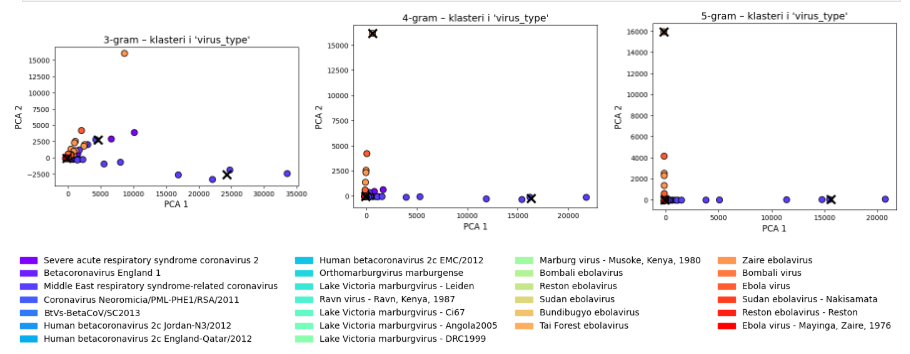 3-gram – klasteri i 'virus_type'
4-gram – klasteri i 'virus_type'
5-gram – klasteri i 'virus_type'
PCA 2
15000
12500
10000
7500
5000
2500
0
−2500
0
5000
10000
15000
20000
25000
30000
35000
PCA 1
PCA 2
16000
14000
12000
10000
8000
6000
4000
2000
0
0
5000
10000
15000
20000
PCA 1
PCA 2
16000
14000
12000
10000
8000
6000
4000
2000
0
0
5000
10000
15000
20000
PCA 1
Severe acute respiratory syndrome coronavirus 2
Betacoronavirus England 1
Middle East respiratory syndrome-related coronavirus
Coronavirus Neoromicia/PML-PHE1/RSA/2011
BtVs-BetaCoV/SC2013
Human betacoronavirus 2c Jordan-N3/2012
Human betacoronavirus 2c England-Qatar/2012
Human betacoronavirus 2c EMC/2012
Orthomarburgvirus marburgense
Lake Victoria marburgvirus - Leiden
Ravn virus - Ravn, Kenya, 1987
Lake Victoria marburgvirus - Ci67
Lake Victoria marburgvirus - Angola2005
Lake Victoria marburgvirus - DRC1999
Marburg virus - Musoke, Kenya, 1980
Bombali ebolavirus
Reston ebolavirus
Sudan ebolavirus
Bundibugyo ebolavirus
Tai Forest ebolavirus
Zaire ebolavirus
Bombali virus
Ebola virus
Sudan ebolavirus - Nakisamata
Reston ebolavirus - Reston
Ebola virus - Mayinga, Zaire, 1976